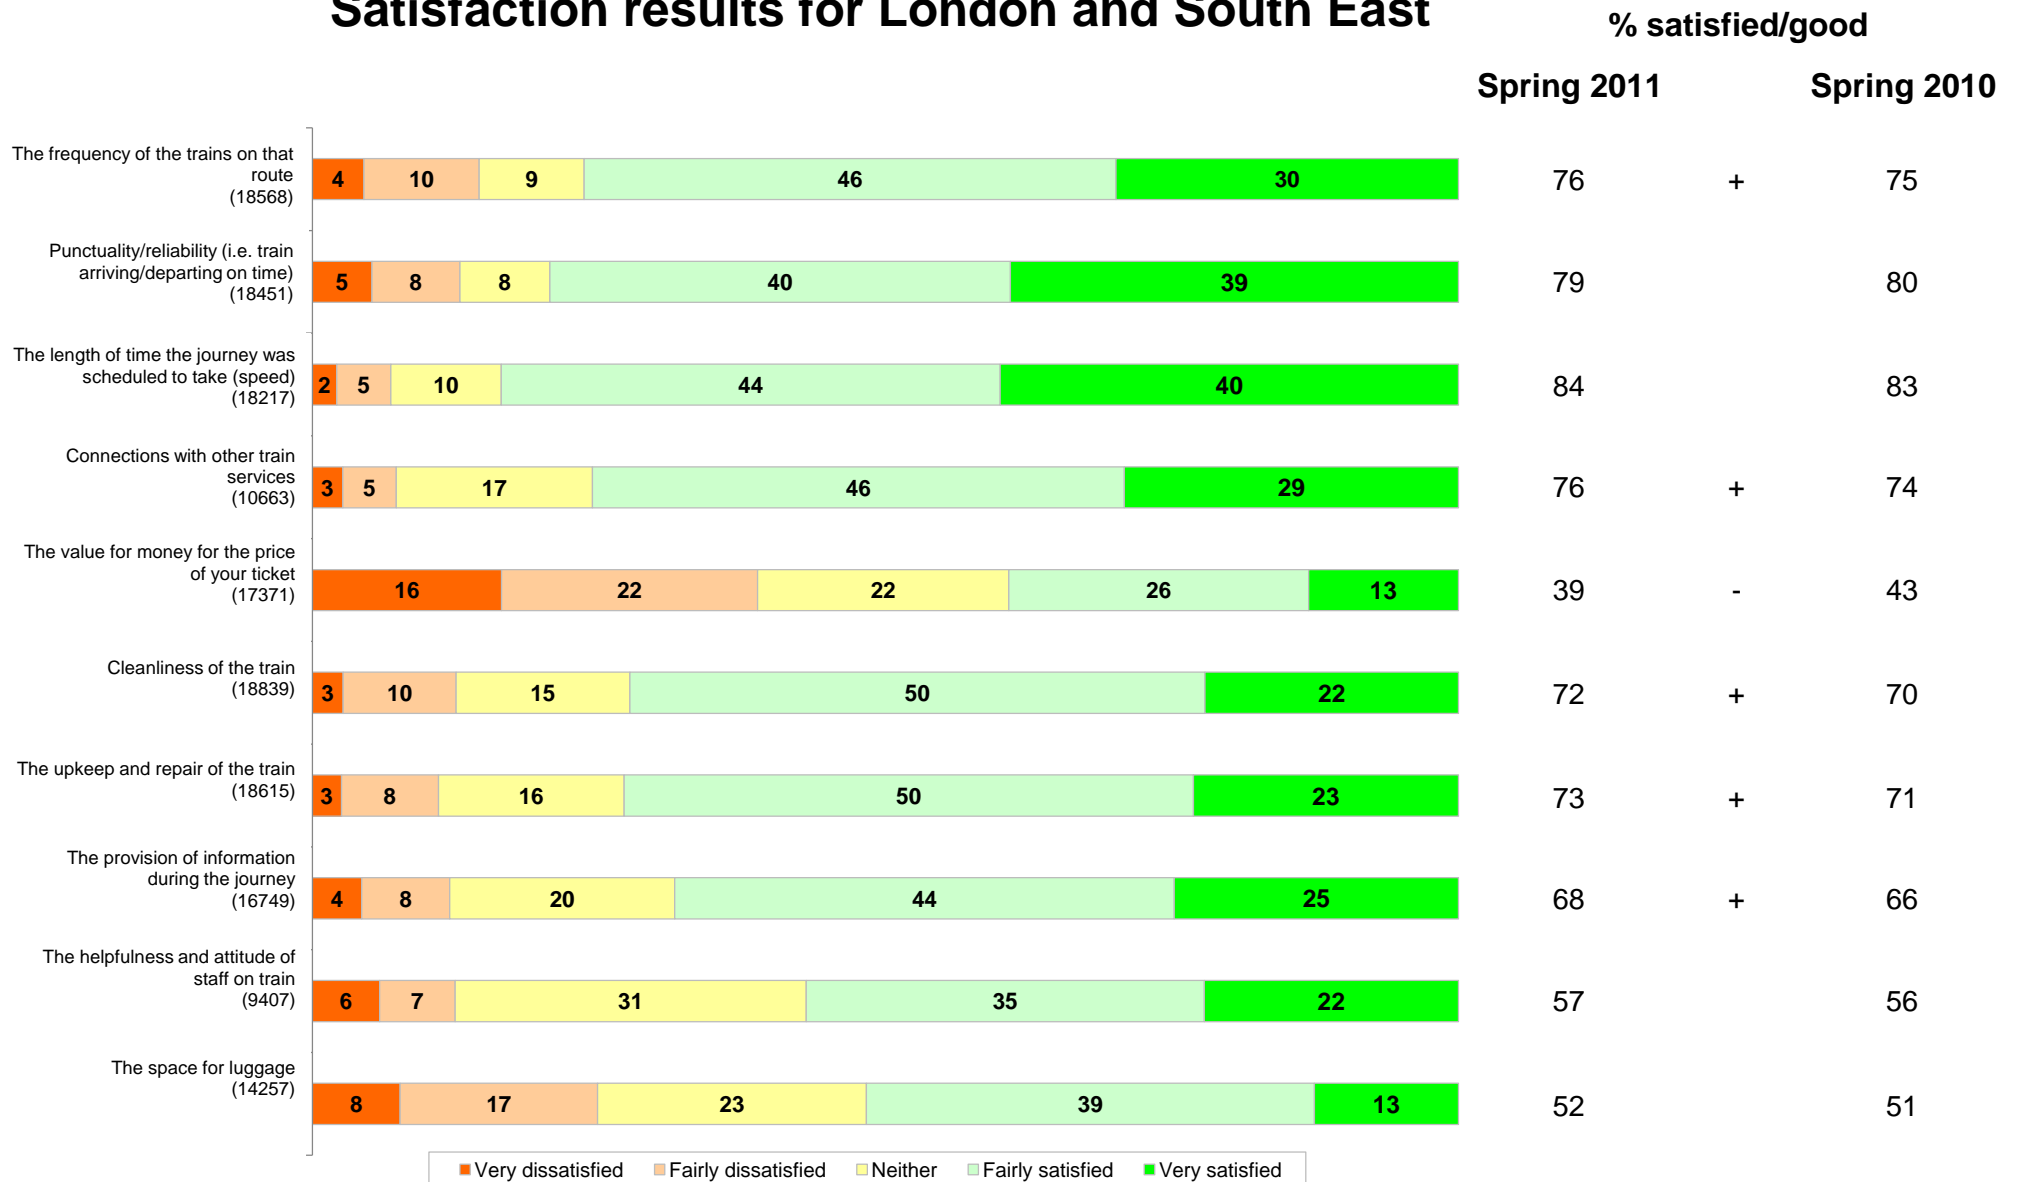 Satisfaction results for London and South East
% satisfied/good
Spring 2011 Spring 2010
The frequency of the trains on that
route
(18568)
4 10 9 46 30 76 + 75
Punctuality/reliability (i.e. train
arriving/departing on time)
(18451)
5 8 8 40 39 79 80
The length of time the journey was
scheduled to take (speed)
(18217)
2 5 10 44 40 84 83
Connections with other train
services
(10663)
3 5 17 46 29 76 + 74
The value for money for the price
of your ticket
(17371)
16 22 22 26 13 39 - 43
Cleanliness of the train
(18839)
3 10 15 50 22 72 + 70
The upkeep and repair of the train
(18615)
3 8 16 50 23 73 + 71
The provision of information
during the journey
(16749)
4 8 20 44 25 68 + 66
The helpfulness and attitude of
staff on train
(9407)
6 7 31 35 22 57 56
The space for luggage
(14257)
8 17 23 39 13 52 51
Very dissatisfied Fairly dissatisfied Neither Fairly satisfied Very satisfied